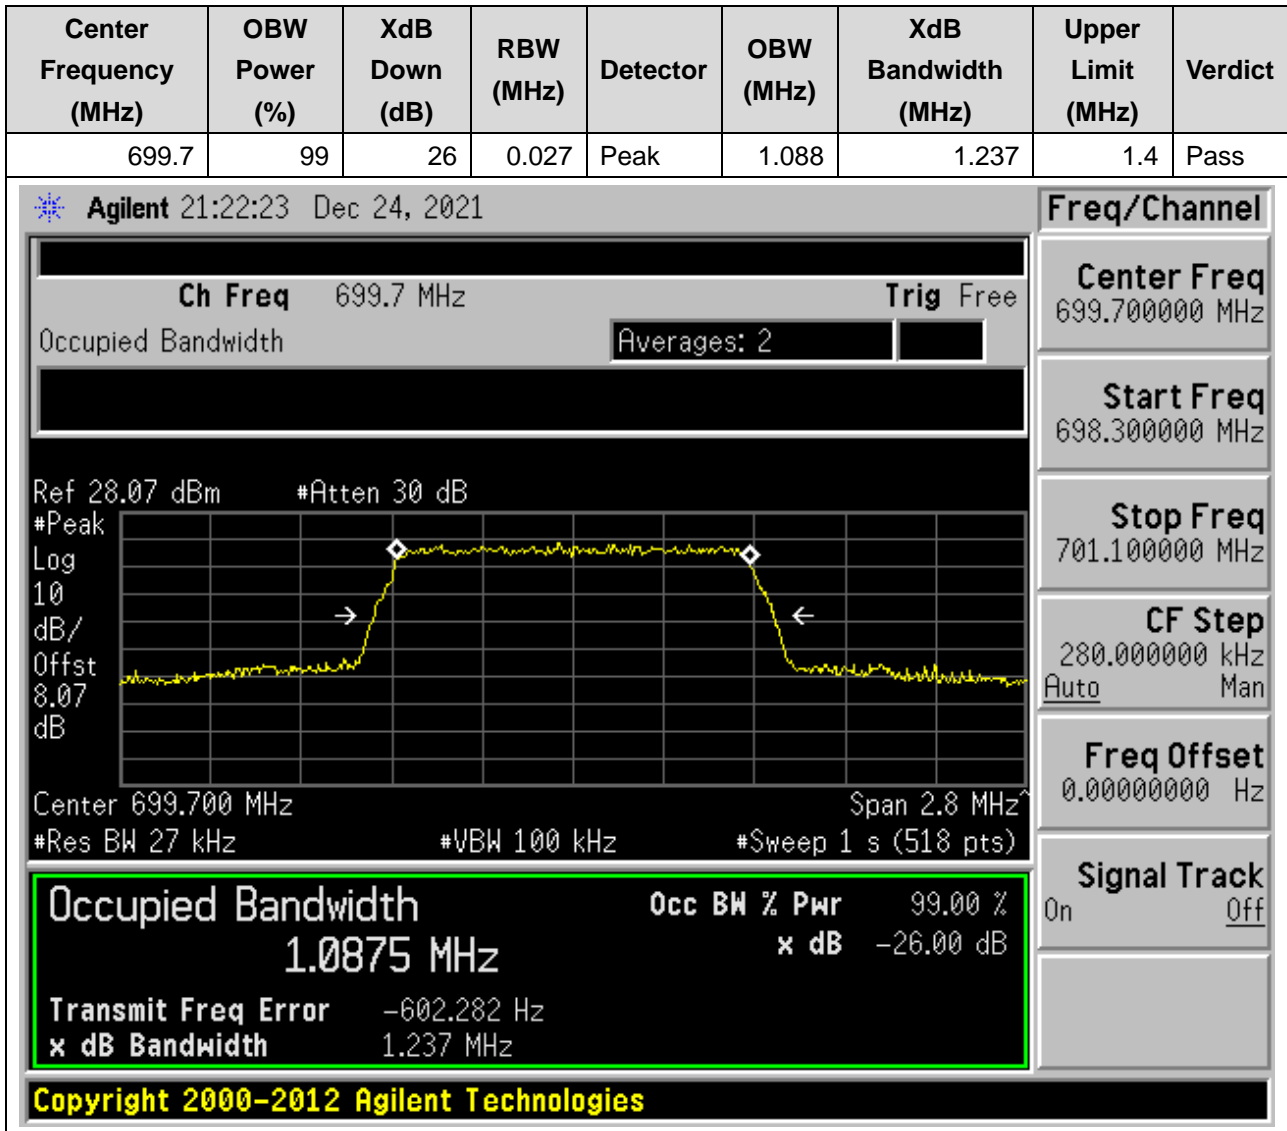 Center Frequency (MHz) OBW Power (%) XdB Down (dB) RBW (MHz) Detector OBW (MHz) XdB Bandwidth (MHz) Upper Limit (MHz) Verdict
699.7 99 26 0.027 Peak 1.088 1.237 1.4 Pass
Agilent 21:22:23 Dec 24, 2021
Freq/Channel
Ch Freq 699.7 MHz Trig Free
Occupied Bandwidth Averages: 2
Center Freq
699.700000 MHz
Start Freq
698.300000 MHz
Stop Freq
701.100000 MHz
CF Step
280.000000 kHz
Auto Man
Freq Offset
0.00000000 Hz
Signal Track
On Off
Ref 28.07 dBm #Atten 30 dB
#Peak
Log
10
dB/
Offst
8.07
dB
Center 699.700 MHz Span 2.8 MHz^
#Res BW 27 kHz #VBW 100 kHz #Sweep 1 s (518 pts)
Occupied Bandwidth Occ BW % Pwr 99.00 %
1.0875 MHz x dB -26.00 dB
Transmit Freq Error -602.282 Hz
x dB Bandwidth 1.237 MHz
Copyright 2000-2012 Agilent Technologies